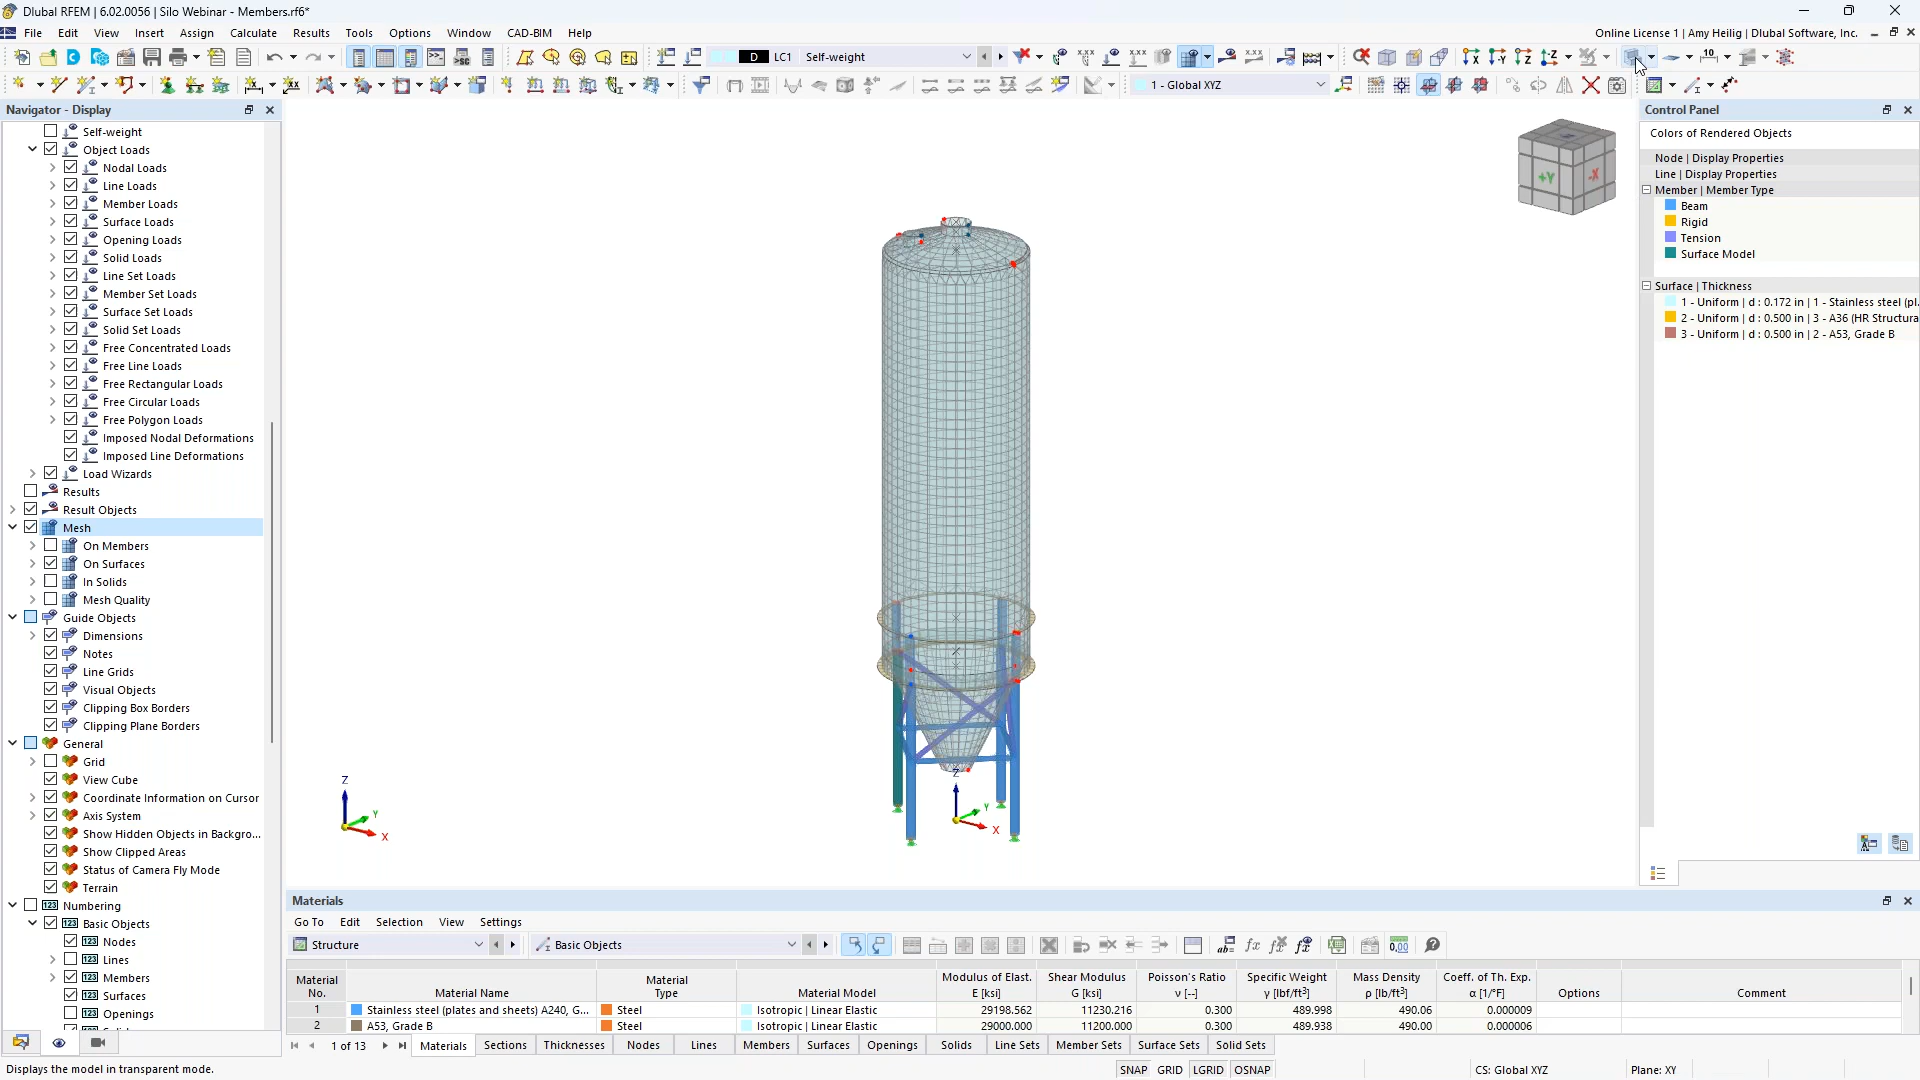 Dlubal RFEM | 6.02.0056 | Silo Webinar - Members.rf6*
File Edit View Insert Assign Calculate Results Tools Options Window CAD-BIM Help
Online License 1 | Amy Heilig | Dlubal Software, Inc.
D LC1 Self-weight
1 - Global XYZ
Navigator - Display
Self-weight
Object Loads
Nodal Loads
Line Loads
Member Loads
Surface Loads
Opening Loads
Solid Loads
Line Set Loads
Member Set Loads
Surface Set Loads
Solid Set Loads
Free Concentrated Loads
Free Line Loads
Free Rectangular Loads
Free Circular Loads
Free Polygon Loads
Imposed Nodal Deformations
Imposed Line Deformations
Load Wizards
Results
Result Objects
Mesh
On Members
On Surfaces
In Solids
Mesh Quality
Guide Objects
Dimensions
Notes
Line Grids
Visual Objects
Clipping Box Borders
Clipping Plane Borders
General
Grid
View Cube
Coordinate Information on Cursor
Axis System
Show Hidden Objects in Backgro...
Show Clipped Areas
Status of Camera Fly Mode
Terrain
Numbering
Basic Objects
Nodes
Lines
Members
Surfaces
Openings
+Y -X
Z
Y
X
Z
Y
X
Control Panel
Colors of Rendered Objects
Node | Display Properties
Line | Display Properties
Member | Member Type
Beam
Rigid
Tension
Surface Model
Surface | Thickness
1 - Uniform | d : 0.172 in | 1 - Stainless steel (pl.
2 - Uniform | d : 0.500 in | 3 - A36 (HR Structura
3 - Uniform | d : 0.500 in | 2 - A53, Grade B
Materials
Go To Edit Selection View Settings
Structure Basic Objects
Material No. Material Name Material Type Material Model Modulus of Elast. E [ksi] Shear Modulus G [ksi] Poisson's Ratio ν [--] Specific Weight γ [lbf/ft³] Mass Density ρ [lb/ft³] Coeff. of Th. Exp. α [1/°F] Options Comment
1 Stainless steel (plates and sheets) A240, G... Steel Isotropic | Linear Elastic 29198.562 11230.216 0.300 489.998 490.06 0.000009
2 A53, Grade B Steel Isotropic | Linear Elastic 29000.000 11200.000 0.300 489.938 490.00 0.000006
1 of 13 Materials Sections Thicknesses Nodes Lines Members Surfaces Openings Solids Line Sets Member Sets Surface Sets Solid Sets
Displays the model in transparent mode.
SNAP GRID LGRID OSNAP CS: Global XYZ Plane: XY